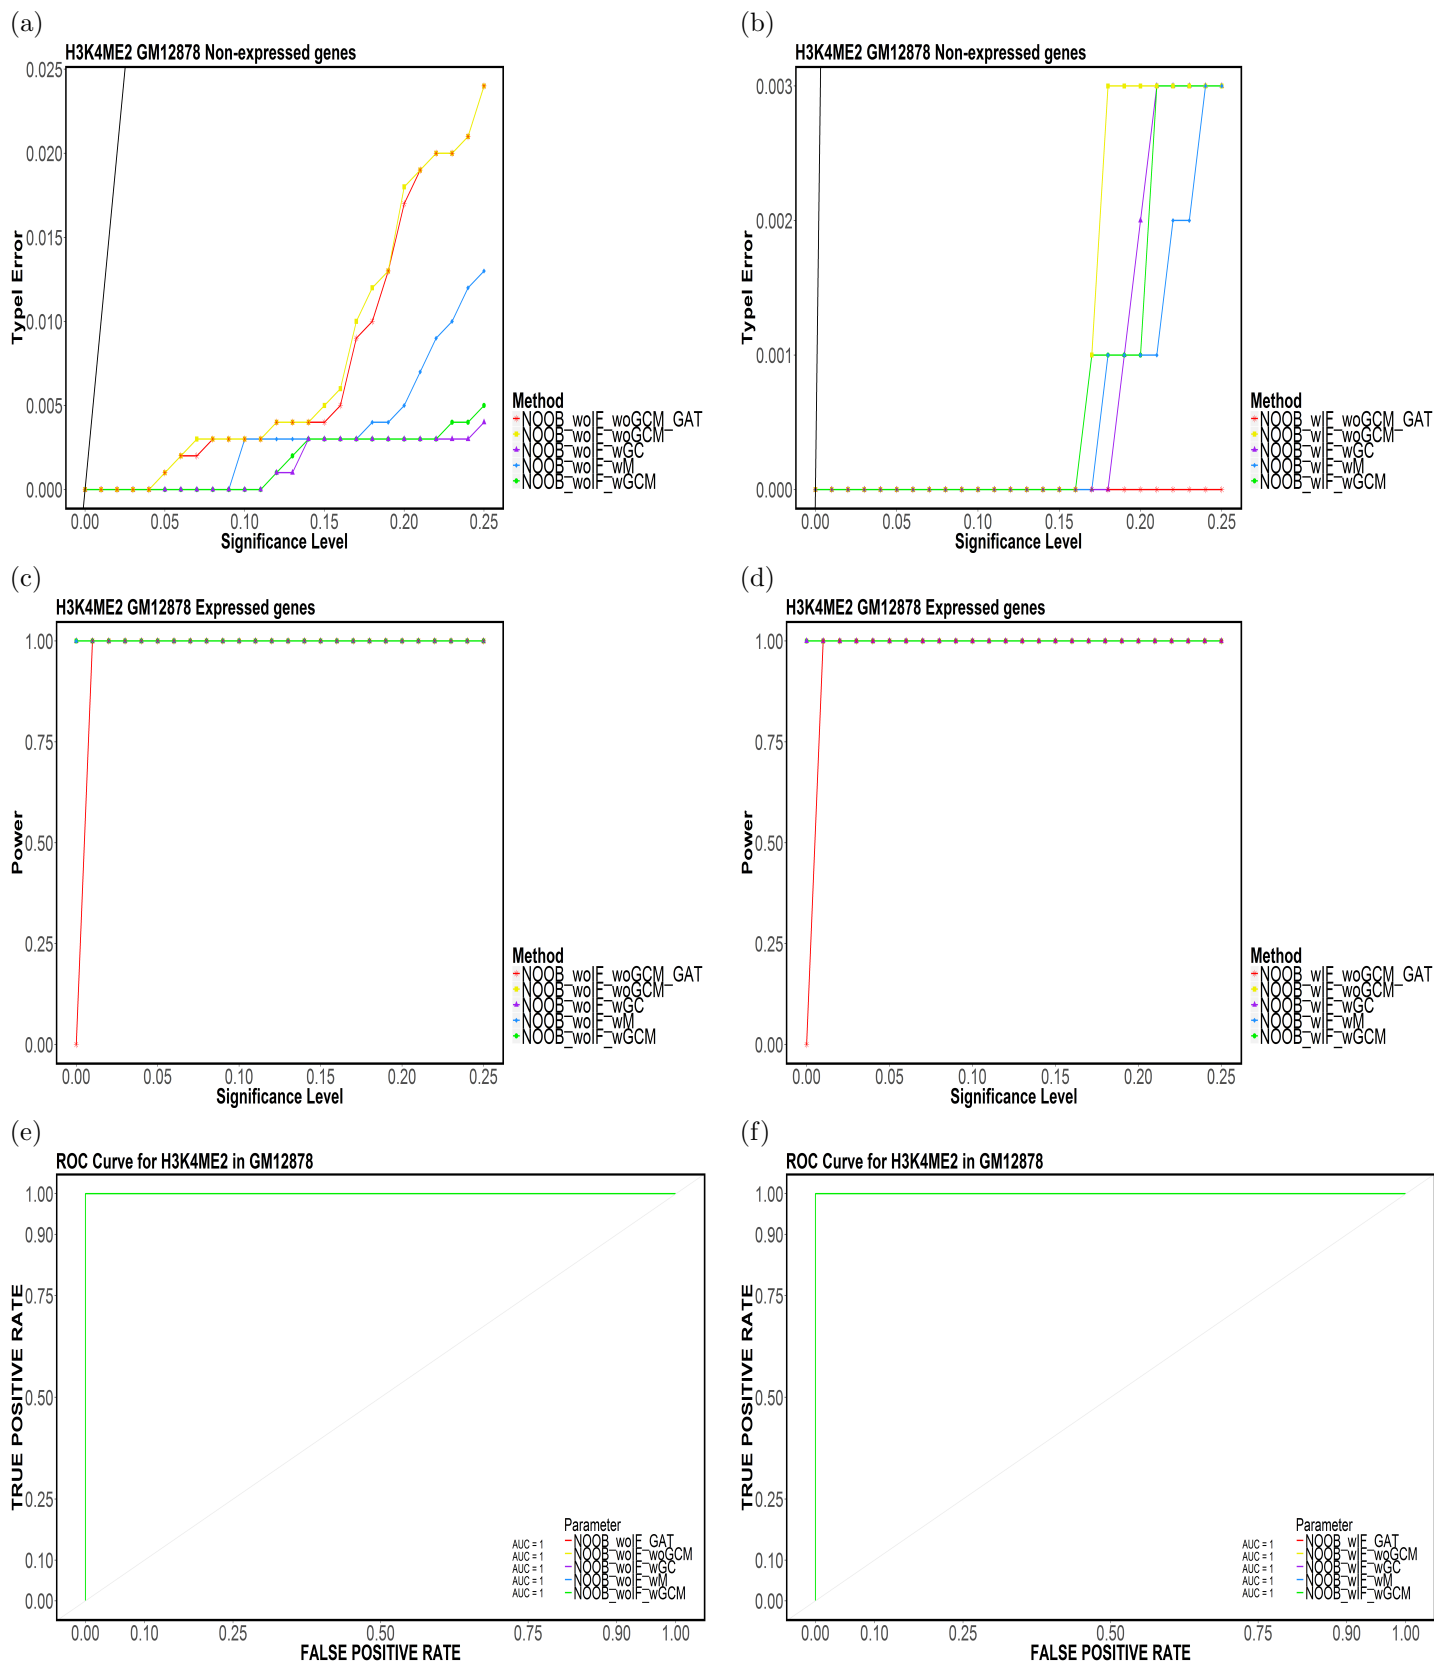 (a)
H3K4ME2 GM12878 Non-expressed genes
0.025
0.020
0.015
0.010
0.005
0.000
TypeI Error
0.00 0.05 0.10 0.15 0.20 0.25
Significance Level
Method
NOOB_woIF_woGCM_GAT
NOOB_woIF_woGCM
NOOB_woIF_wGC
NOOB_woIF_wM
NOOB_woIF_wGCM
(b)
H3K4ME2 GM12878 Non-expressed genes
0.003
0.002
0.001
0.000
TypeI Error
0.00 0.05 0.10 0.15 0.20 0.25
Significance Level
Method
NOOB_wIF_woGCM_GAT
NOOB_wIF_woGCM
NOOB_wIF_wGC
NOOB_wIF_wM
NOOB_wIF_wGCM
(c)
H3K4ME2 GM12878 Expressed genes
1.00
0.75
0.50
0.25
0.00
Power
0.00 0.05 0.10 0.15 0.20 0.25
Significance Level
Method
NOOB_woIF_woGCM_GAT
NOOB_woIF_woGCM
NOOB_woIF_wGC
NOOB_woIF_wM
NOOB_woIF_wGCM
(d)
H3K4ME2 GM12878 Expressed genes
1.00
0.75
0.50
0.25
0.00
Power
0.00 0.05 0.10 0.15 0.20 0.25
Significance Level
Method
NOOB_wIF_woGCM_GAT
NOOB_wIF_woGCM
NOOB_wIF_wGC
NOOB_wIF_wM
NOOB_wIF_wGCM
(e)
ROC Curve for H3K4ME2 in GM12878
1.00
0.90
0.75
0.50
0.25
0.10
0.00
TRUE POSITIVE RATE
Parameter
AUC = 1 NOOB_woIF_GAT
AUC = 1 NOOB_woIF_woGCM
AUC = 1 NOOB_woIF_wGC
AUC = 1 NOOB_woIF_wM
AUC = 1 NOOB_woIF_wGCM
0.00 0.10 0.25 0.50 0.75 0.90 1.00
FALSE POSITIVE RATE
(f)
ROC Curve for H3K4ME2 in GM12878
1.00
0.90
0.75
0.50
0.25
0.10
0.00
TRUE POSITIVE RATE
Parameter
AUC = 1 NOOB_wIF_GAT
AUC = 1 NOOB_wIF_woGCM
AUC = 1 NOOB_wIF_wGC
AUC = 1 NOOB_wIF_wM
AUC = 1 NOOB_wIF_wGCM
0.00 0.10 0.25 0.50 0.75 0.90 1.00
FALSE POSITIVE RATE